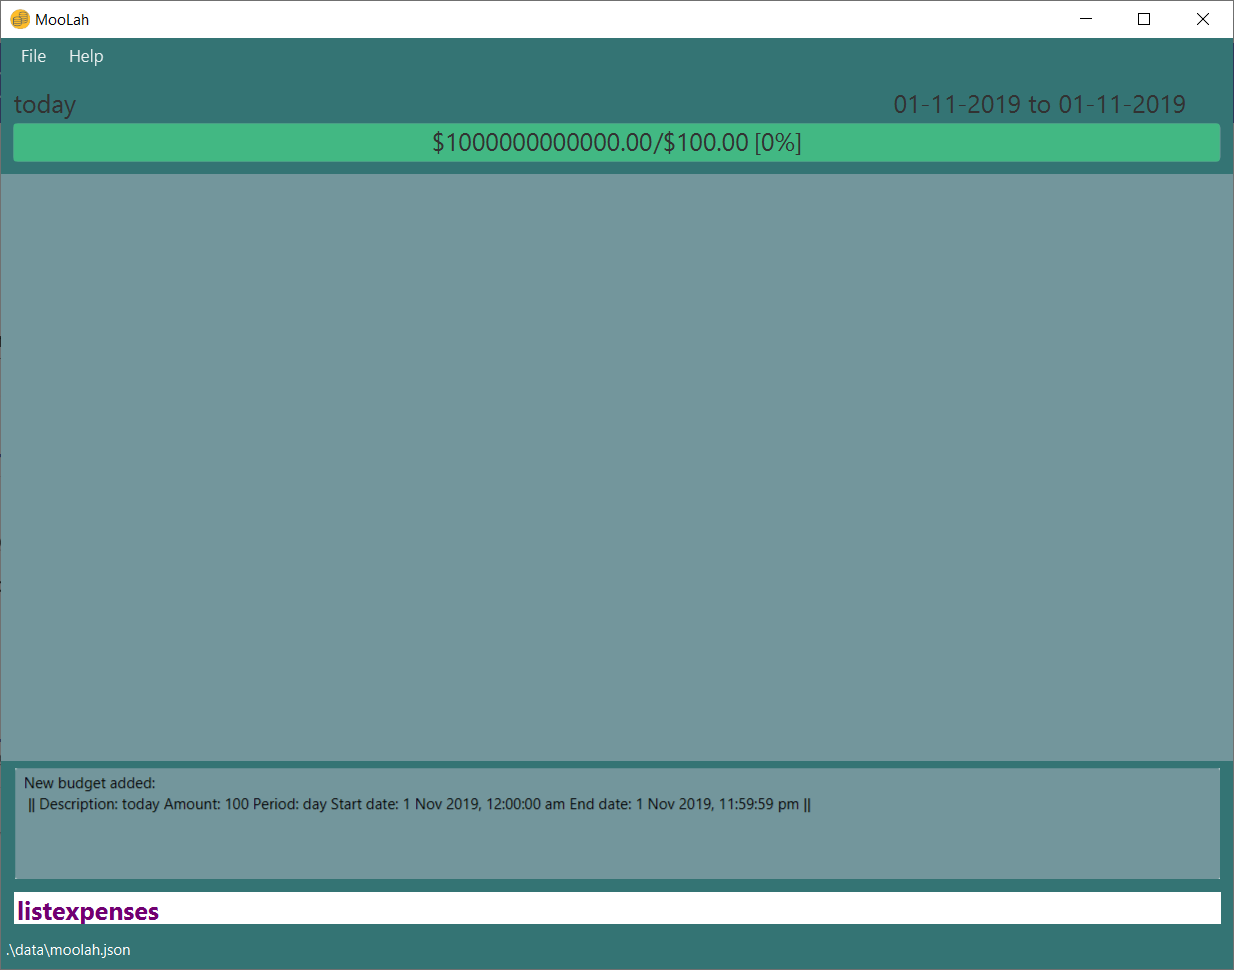 MooLah
File Help
today 01-11-2019 to 01-11-2019
$1000000000000.00/$100.00 [0%]
New budget added:
|| Description: today Amount: 100 Period: day Start date: 1 Nov 2019, 12:00:00 am End date: 1 Nov 2019, 11:59:59 pm ||
listexpenses
.\data\moolah.json